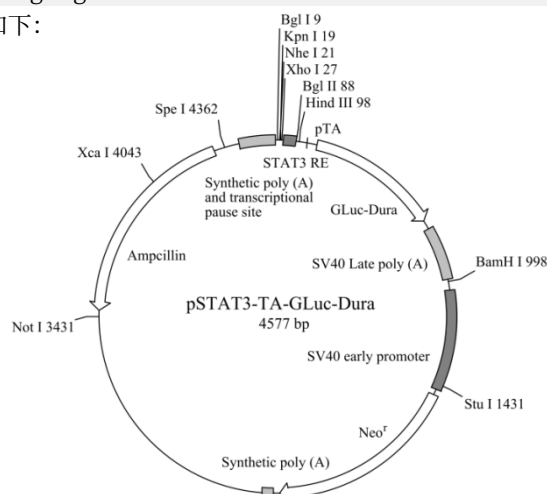 如下:
Bgl I 9
Kpn I 19
Nhe I 21
Xho I 27
Bgl II 88
Hind III 98
pTA
Spe I 4362
Xca I 4043
STAT3 RE
Synthetic poly (A)
and transcriptional
pause site
GLuc-Dura
Ampcillin
SV40 Late poly (A)
BamH I 998
pSTAT3-TA-GLuc-Dura
4577 bp
Not I 3431
SV40 early promoter
Stu I 1431
Neoʳ
Synthetic poly (A)